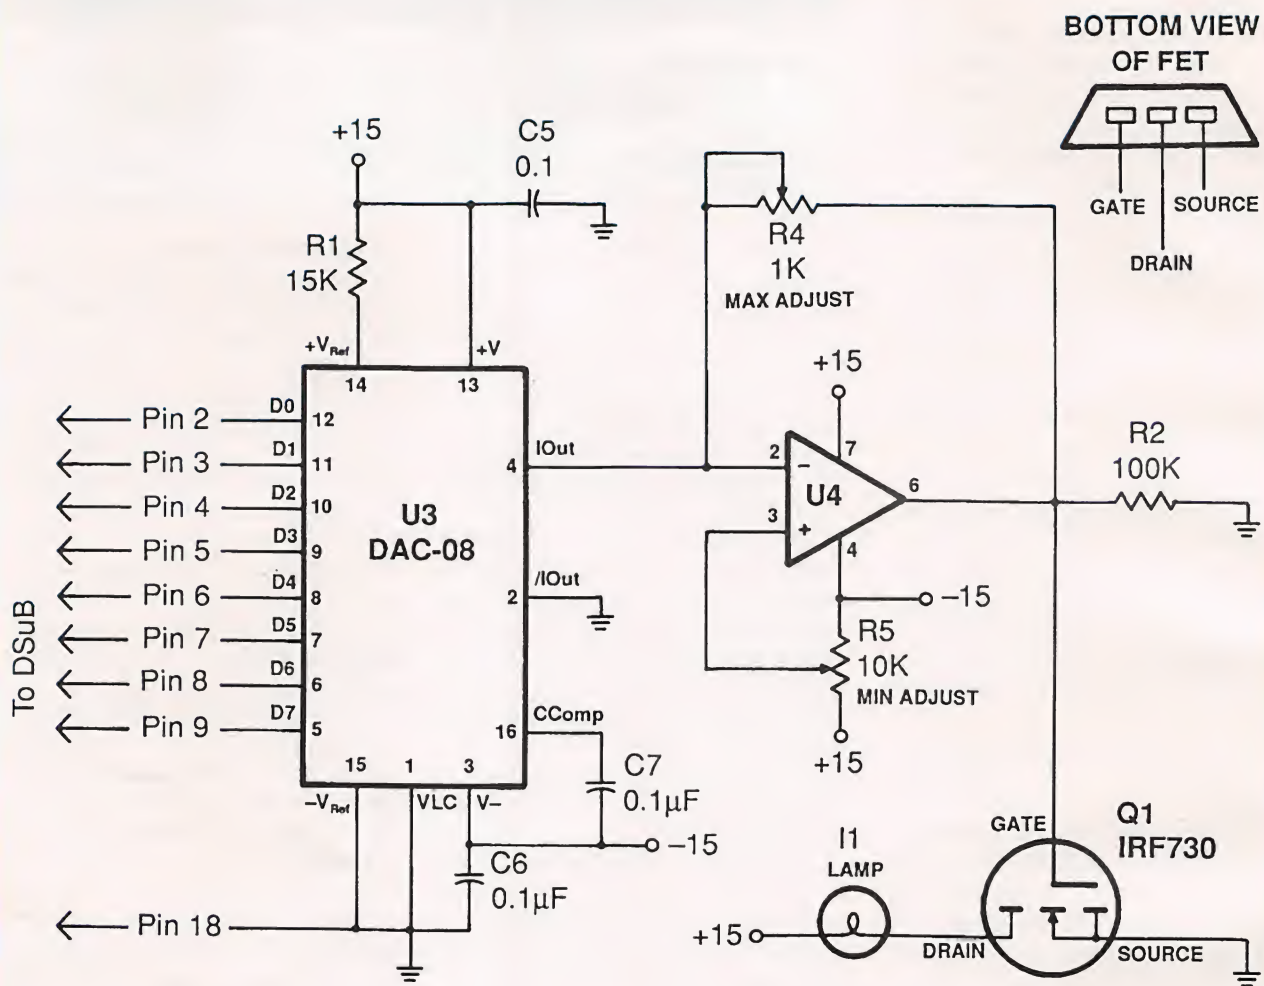 BOTTOM VIEW
OF FET
GATE
SOURCE
DRAIN
+15
C5
0.1
R1
15K
R4
1K
MAX ADJUST
+VRef
+V
14
13
+15
Pin 2
D0
12
Pin 3
D1
11
Pin 4
D2
10
Pin 5
D3
9
Pin 6
D4
8
Pin 7
D5
7
Pin 8
D6
6
Pin 9
D7
5
To DSuB
U3
DAC-08
4
IOut
2
/IOut
16
CComp
15
1
3
–VRef
VLC
V–
2
–
7
U4
3
+
4
6
R2
100K
–15
R5
10K
MIN ADJUST
+15
C7
0.1µF
–15
C6
0.1µF
Pin 18
I1
LAMP
+15
GATE
Q1
IRF730
DRAIN
SOURCE